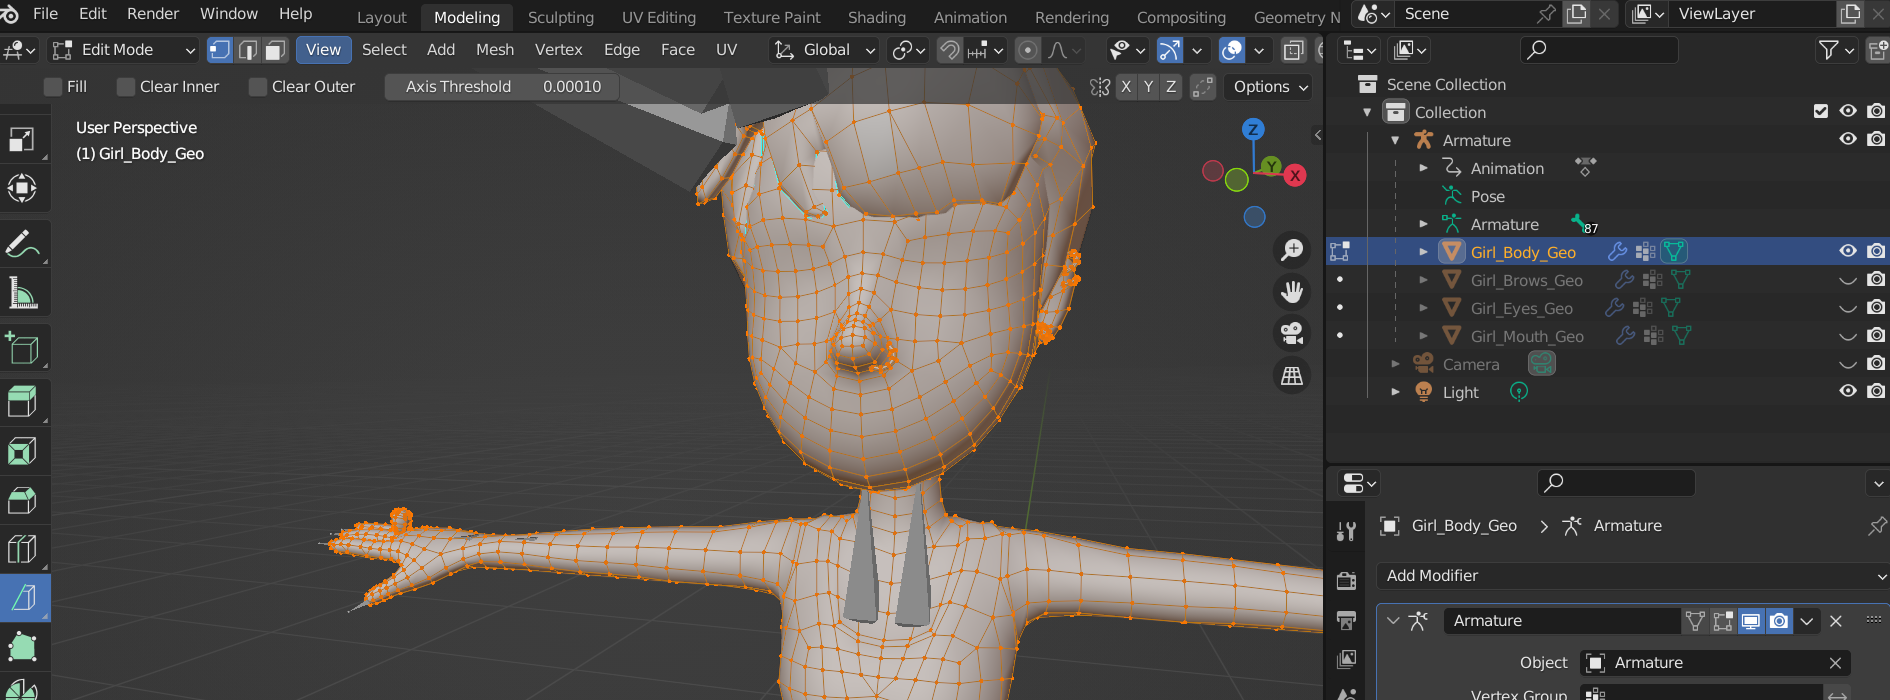 File Edit Render Window Help Layout Modeling Sculpting UV Editing Texture Paint Shading Animation Rendering Compositing Geometry N Scene ViewLayer
Edit Mode View Select Add Mesh Vertex Edge Face UV Global
Fill Clear Inner Clear Outer Axis Threshold 0.00010 X Y Z Options
User Perspective
(1) Girl_Body_Geo
Z
Y
X
Scene Collection
Collection
Armature
Animation
Pose
Armature 87
Girl_Body_Geo
Girl_Brows_Geo
Girl_Eyes_Geo
Girl_Mouth_Geo
Camera
Light
Girl_Body_Geo > Armature
Add Modifier
Armature
Object Armature
Vertex Group